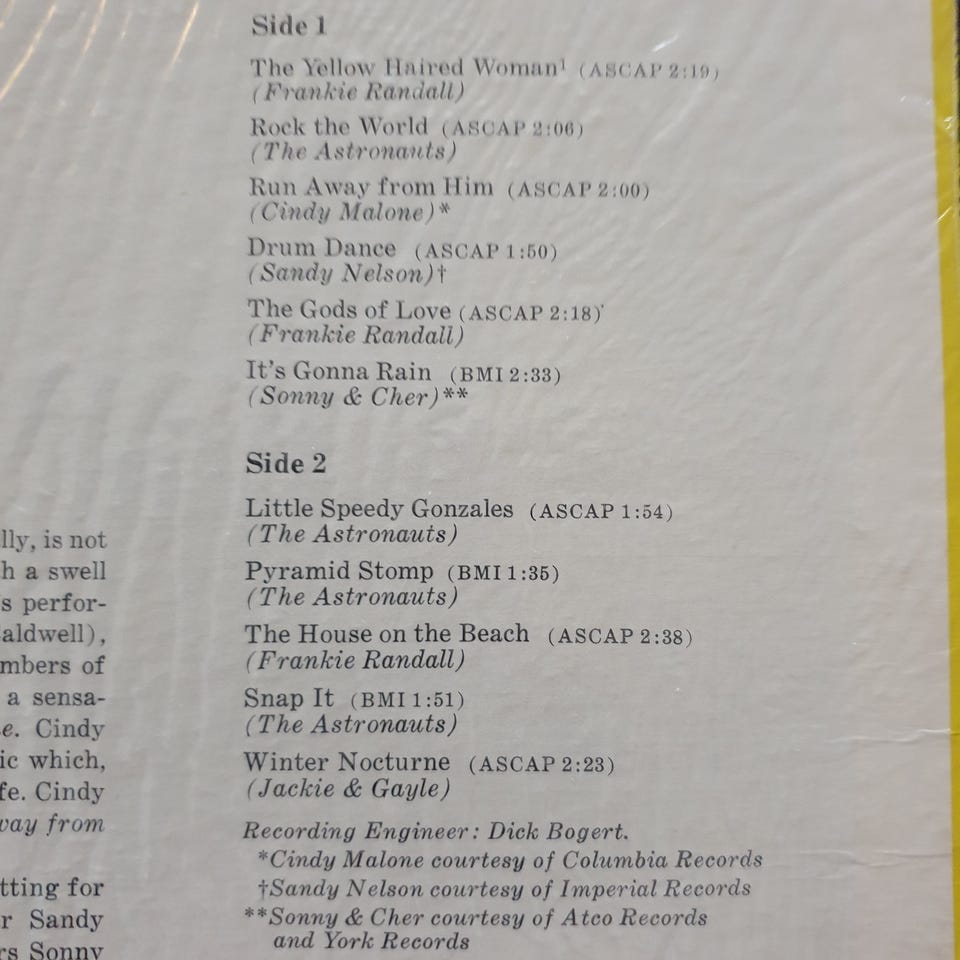 Side 1
The Yellow Haired Woman¹ (ASCAP 2:19)
(Frankie Randall)
Rock the World (ASCAP 2:06)
(The Astronauts)
Run Away from Him (ASCAP 2:00)
(Cindy Malone)*
Drum Dance (ASCAP 1:50)
(Sandy Nelson)†
The Gods of Love (ASCAP 2:18)
(Frankie Randall)
It's Gonna Rain (BMI 2:33)
(Sonny & Cher)**
Side 2
Little Speedy Gonzales (ASCAP 1:54)
(The Astronauts)
Pyramid Stomp (BMI 1:35)
(The Astronauts)
The House on the Beach (ASCAP 2:38)
(Frankie Randall)
Snap It (BMI 1:51)
(The Astronauts)
Winter Nocturne (ASCAP 2:23)
(Jackie & Gayle)
Recording Engineer: Dick Bogert.
*Cindy Malone courtesy of Columbia Records
†Sandy Nelson courtesy of Imperial Records
**Sonny & Cher courtesy of Atco Records
and York Records
lly, is not
h a swell
s perfor-
aldwell),
mbers of
a sensa-
e. Cindy
ic which,
fe. Cindy
way from
tting for
r Sandy
rs Sonny